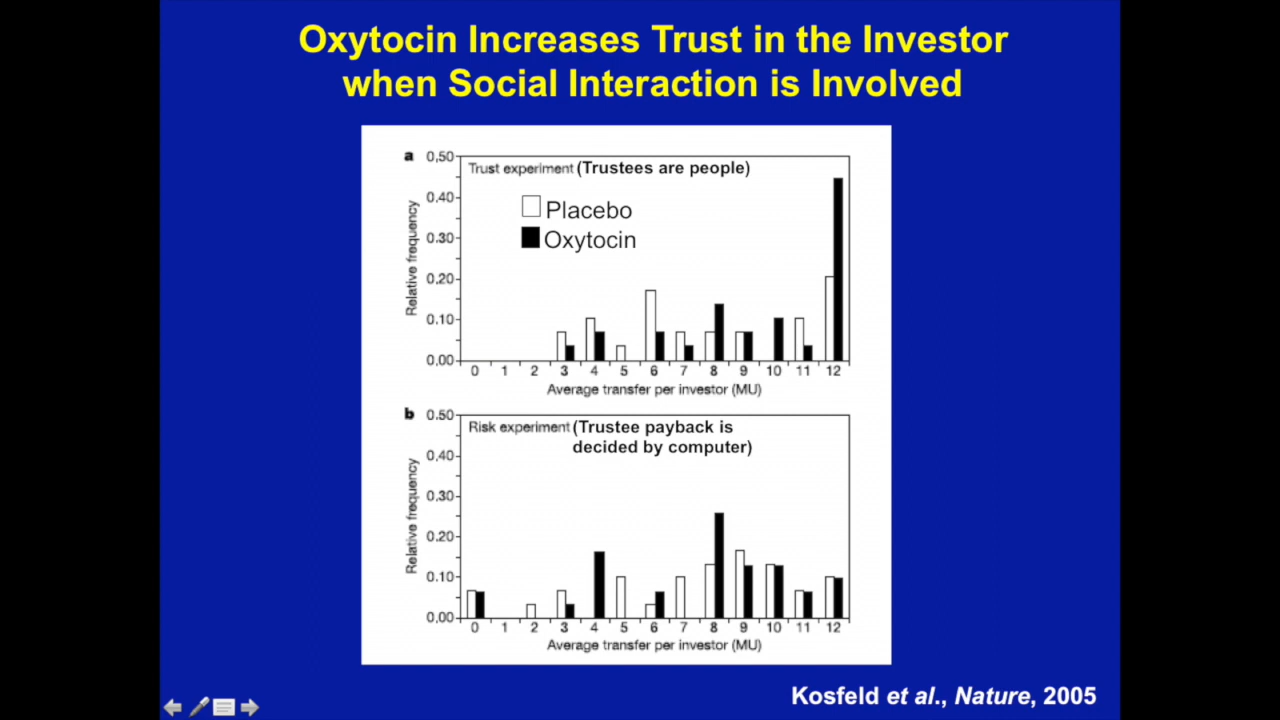 Oxytocin Increases Trust in the Investor
when Social Interaction is Involved
a
0,50
Trust experiment (Trustees are people)
0.40
Placebo
0.30
Oxytocin
0.20
0.10
0,00
Relative frequency
0 1 2 3 4 5 6 7 8 9 10 11 12
Average transfer per investor (MU)
b
0.50
Risk experiment (Trustee payback is
decided by computer)
0,40
0.30
0.20
0.10
0,00
Relative frequency
0 1 2 3 4 5 6 7 8 9 10 11 12
Average transfer per investor (MU)
Kosfeld et al., Nature, 2005